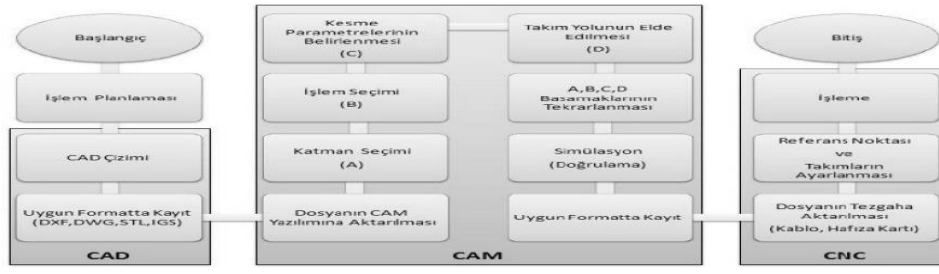 Başlangıç
İşlem Planlaması
CAD Çizimi
Uygun Formatta Kayıt
(DXF,DWG,STL,IGS)
CAD
Kesme
Parametrelerinin
Belirlenmesi
(C)
İşlem Seçimi
(B)
Katman Seçimi
(A)
Dosyanın CAM
Yazılımına Aktarılması
Takım Yolunun Elde
Edilmesi
(D)
A,B,C,D
Basamaklarının
Tekrarlanması
Simülasyon
(Doğrulama)
Uygun Formatta Kayıt
CAM
Bitiş
İşleme
Referans Noktası
ve
Takımların
Ayarlanması
Dosyanın Tezgaha
Aktarılması
(Kablo, Hafıza Kartı)
CNC